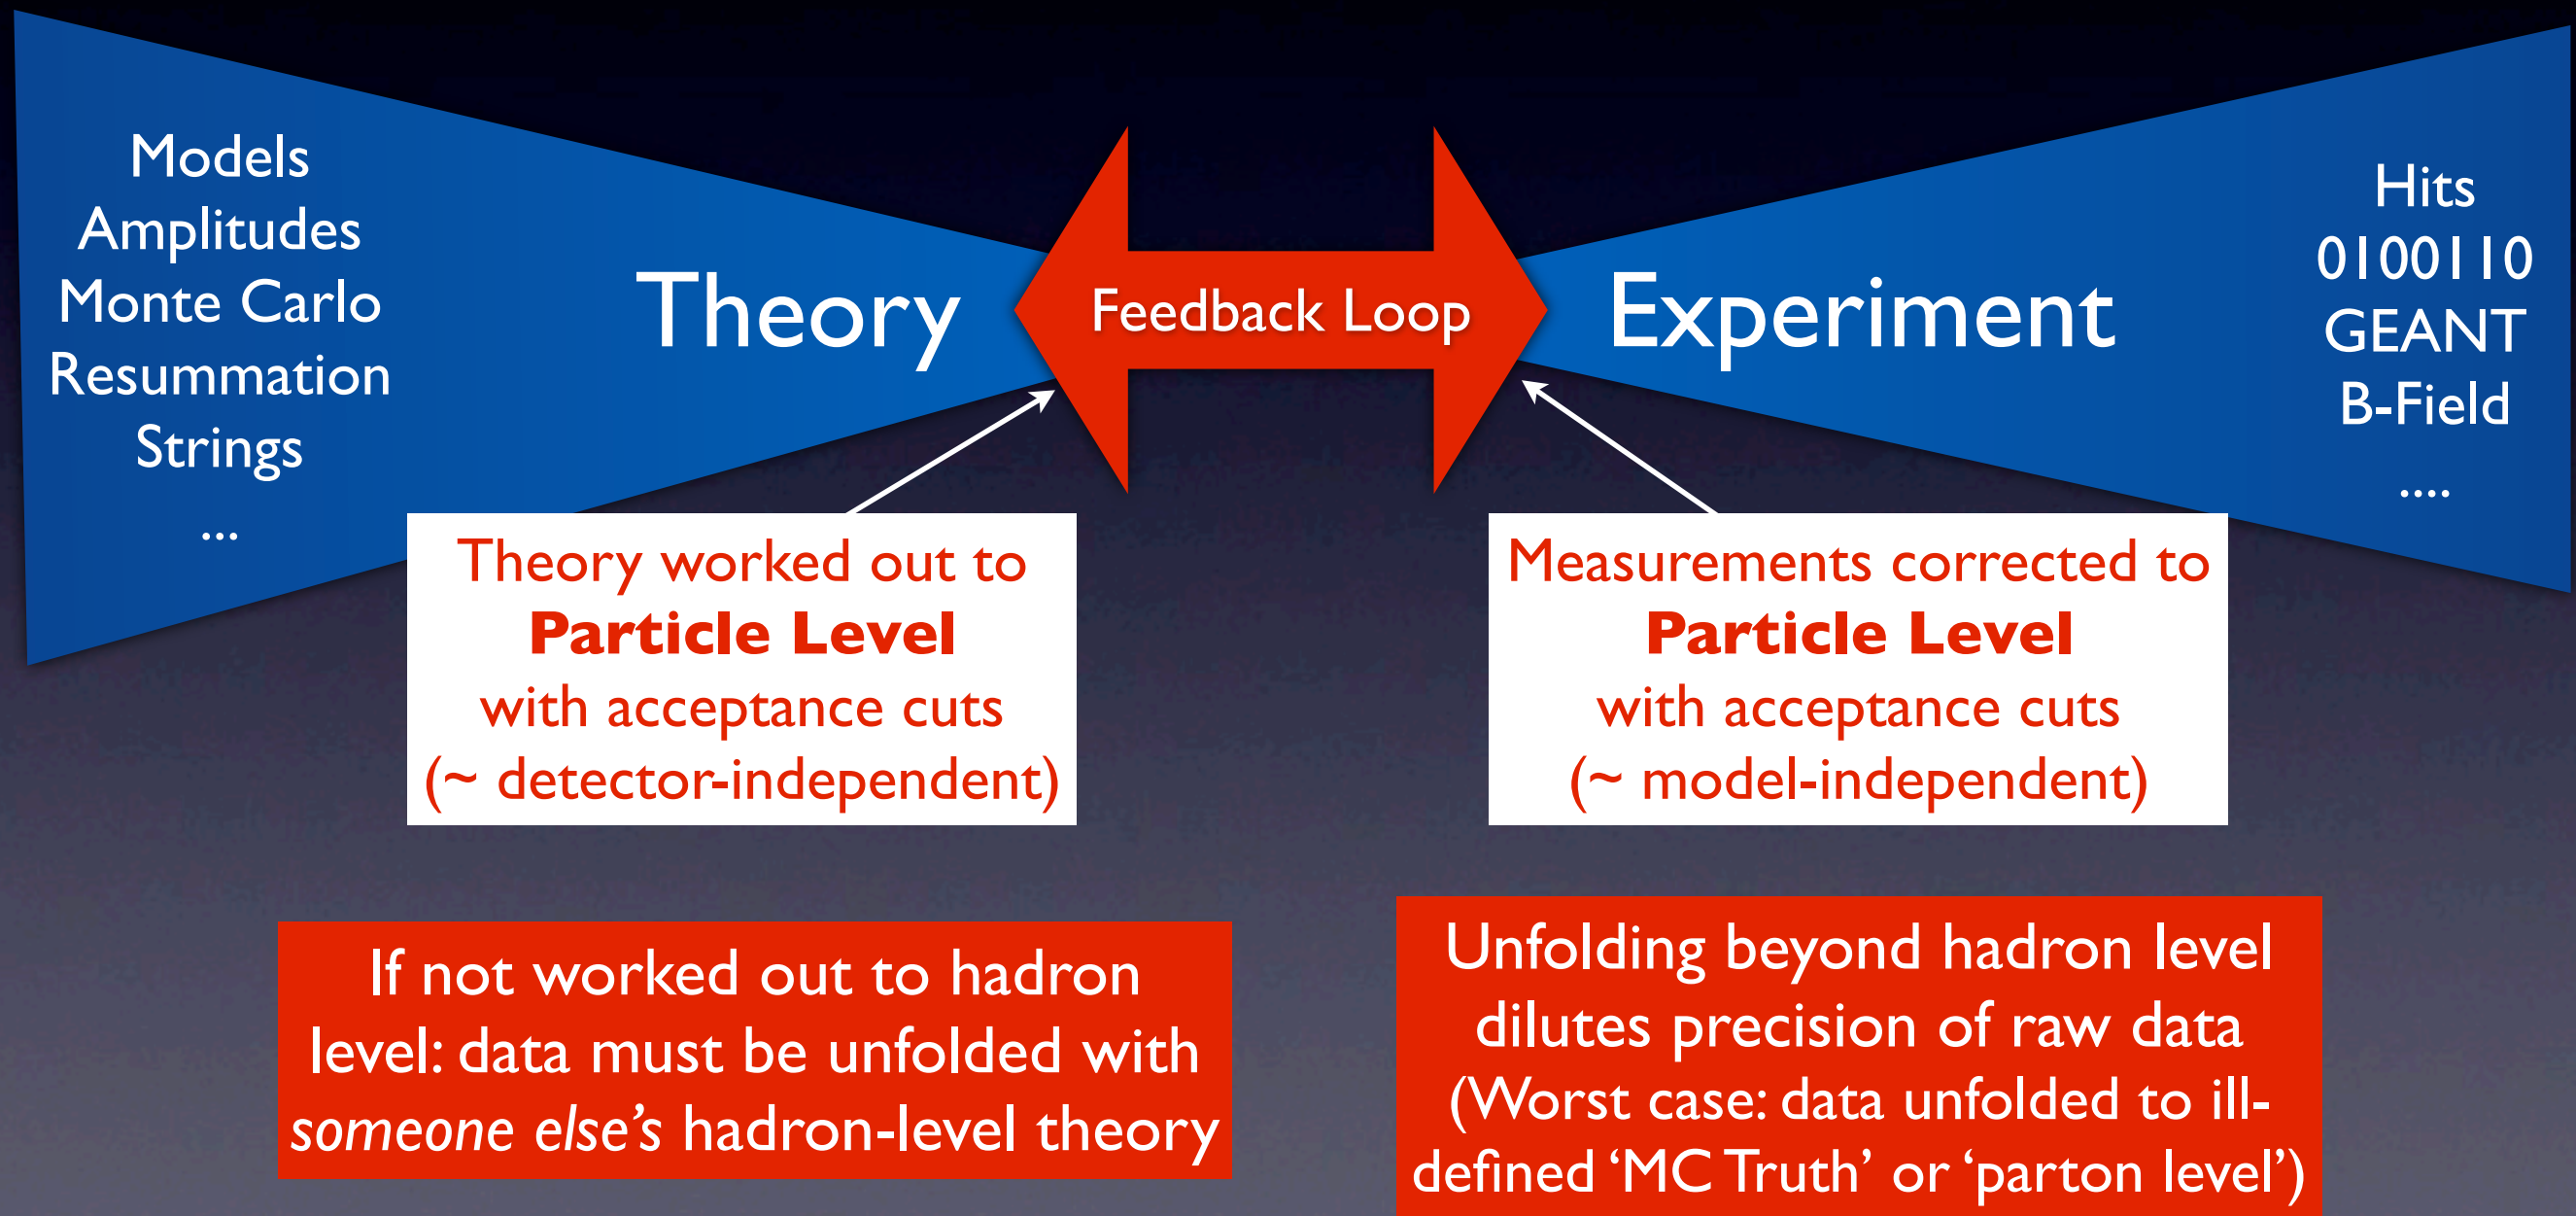 Models
Amplitudes
Monte Carlo
Resummation
Strings
...
Theory
Feedback Loop
Experiment
Hits
0100110
GEANT
B-Field
....
Theory worked out to
Particle Level
with acceptance cuts
(~ detector-independent)
Measurements corrected to
Particle Level
with acceptance cuts
(~ model-independent)
If not worked out to hadron
level: data must be unfolded with
someone else’s hadron-level theory
Unfolding beyond hadron level
dilutes precision of raw data
(Worst case: data unfolded to ill-
defined ‘MC Truth’ or ‘parton level’)